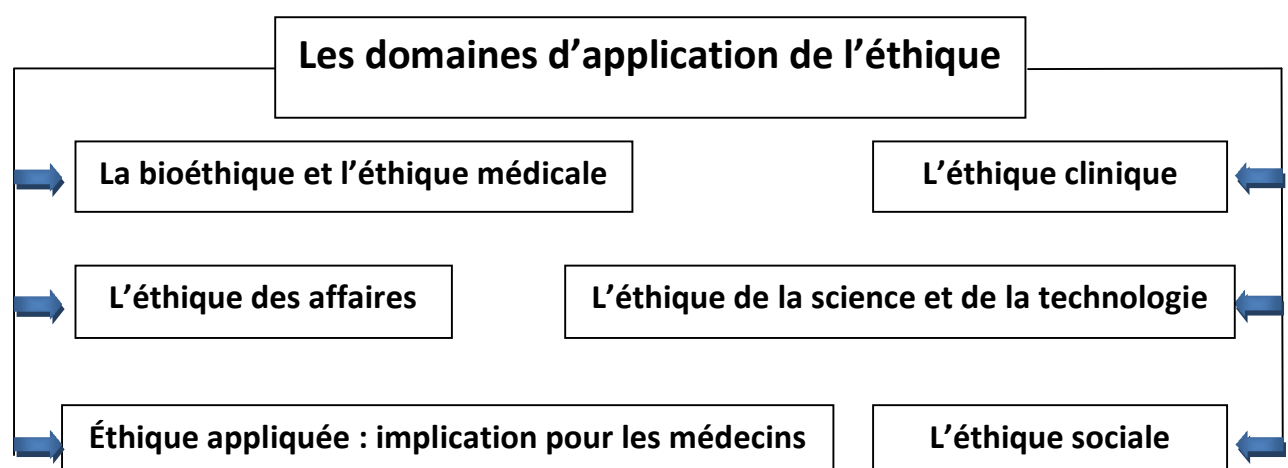 Les domaines d’application de l’éthique
La bioéthique et l’éthique médicale
L’éthique clinique
L’éthique des affaires
L’éthique de la science et de la technologie
Éthique appliquée : implication pour les médecins
L’éthique sociale